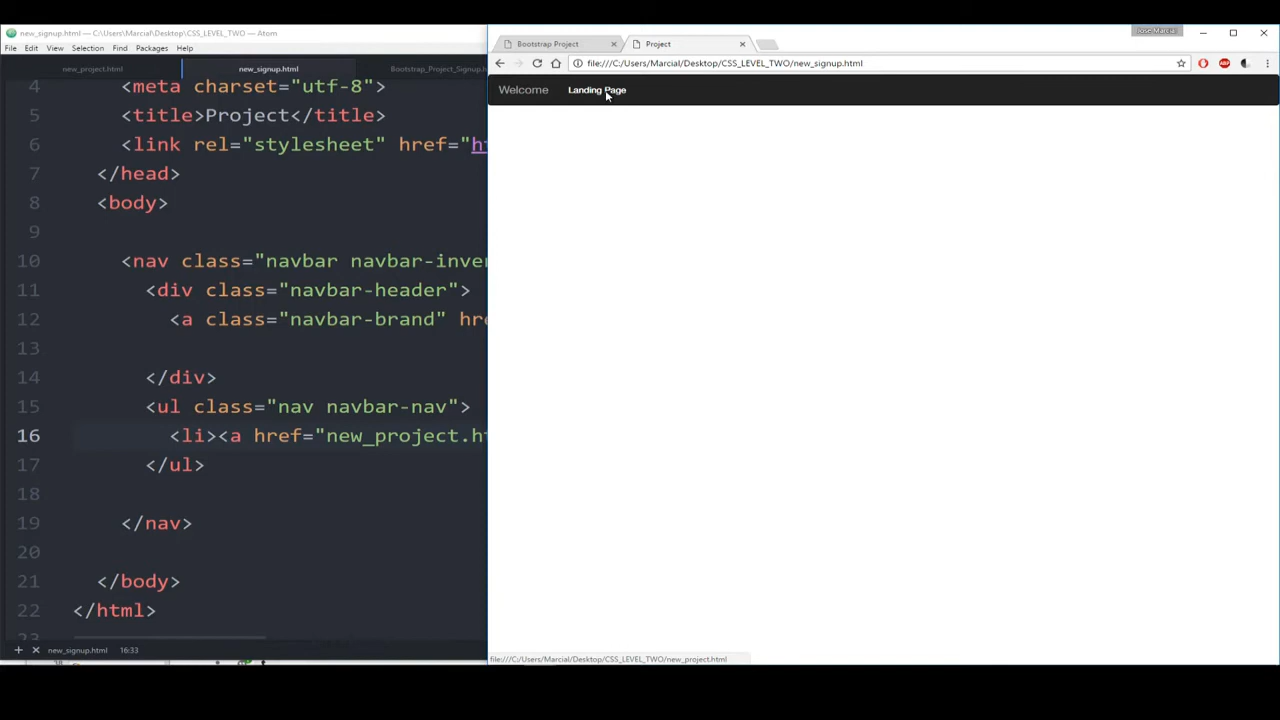 new_signup.html — C:\Users\Marcial\Desktop\CSS_LEVEL_TWO — Atom
File Edit View Selection Find Packages Help
new_project.html new_signup.html Bootstrap_Project_Signup.h
4 <meta charset="utf-8">
5 <title>Project</title>
6 <link rel="stylesheet" href="ht
7 </head>
8 <body>
9
10 <nav class="navbar navbar-inver
11 <div class="navbar-header">
12 <a class="navbar-brand" hre
13
14 </div>
15 <ul class="nav navbar-nav">
16 <li><a href="new_project.ht
17 </ul>
18
19 </nav>
20
21 </body>
22 </html>
23
new_signup.html 16:33
Jose Marcial
Bootstrap Project Project
file:///C:/Users/Marcial/Desktop/CSS_LEVEL_TWO/new_signup.html
ABP
Welcome Landing Page
file:///C:/Users/Marcial/Desktop/CSS_LEVEL_TWO/new_project.html